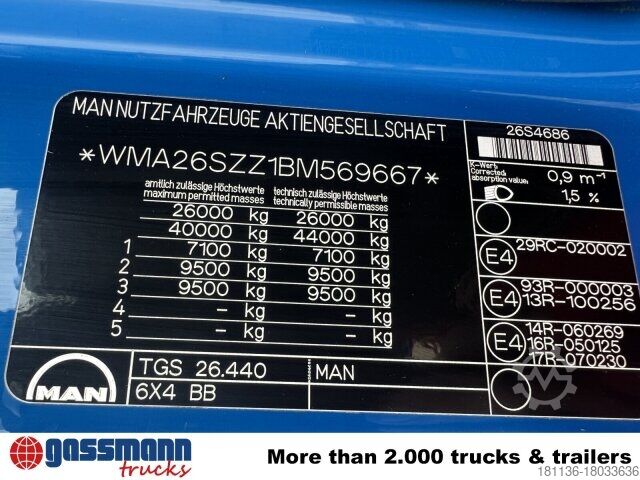 MAN NUTZFAHRZEUGE AKTIENGESELLSCHAFT
*WMA26SZZ1BM569667*
amtlich zulässige Höchstwerte technisch zulässige Höchstwerte
maximum permitted masses technically permissible masses
26000 kg 26000 kg
40000 kg 44000 kg
1 7100 kg 7100 kg
2 9500 kg 9500 kg
3 9500 kg 9500 kg
4 - kg - kg
5 - kg - kg
TGS 26.440 MAN
6X4 BB
MAN
26S4686
K-Wert
Corrected
absorption value:
0,9 m-1
1,5 %
E4 29RC-020002
E4 93R-000003
13R-100256
E4 14R-060269
16R-050125
17R-070230
gassmann
trucks
More than 2.000 trucks & trailers
181136-18033636